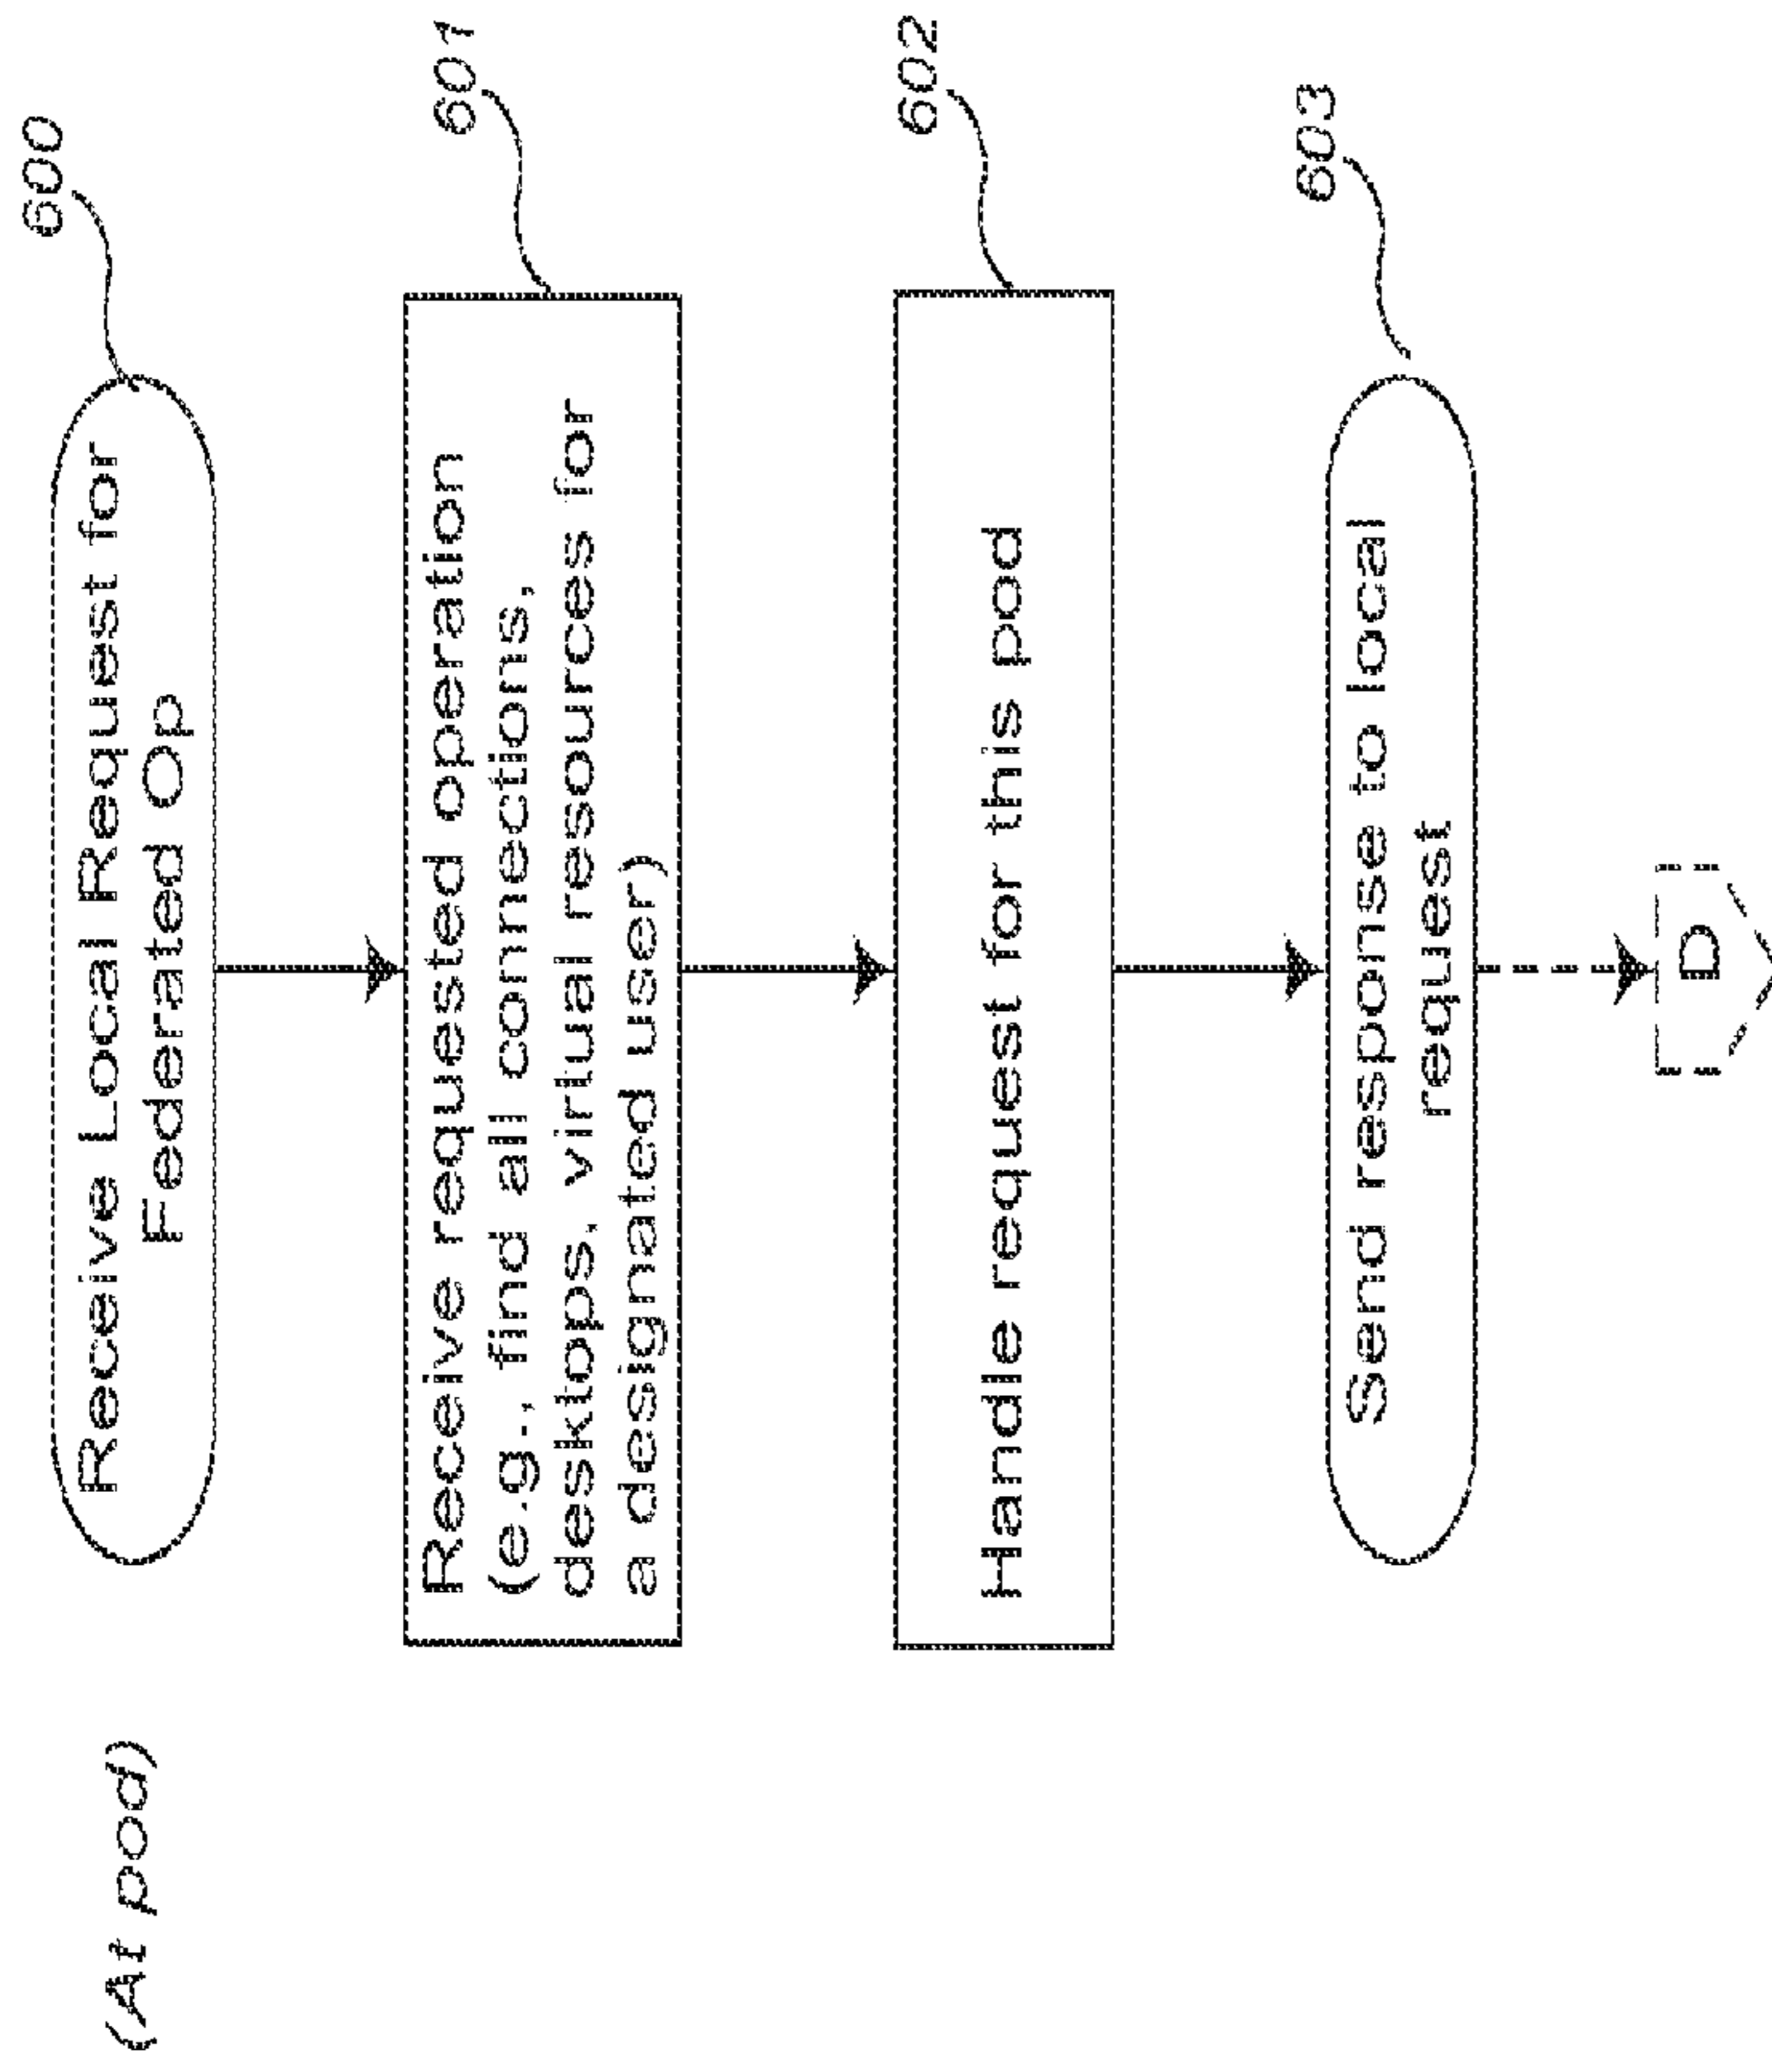 (At pod)
600
Receive Local Request for
Federated Op
601
Receive requested operation
(e.g., find all connections,
desktops, virtual resources for
a designated user)
602
Handle request for this pod
603
Send response to local
request
D